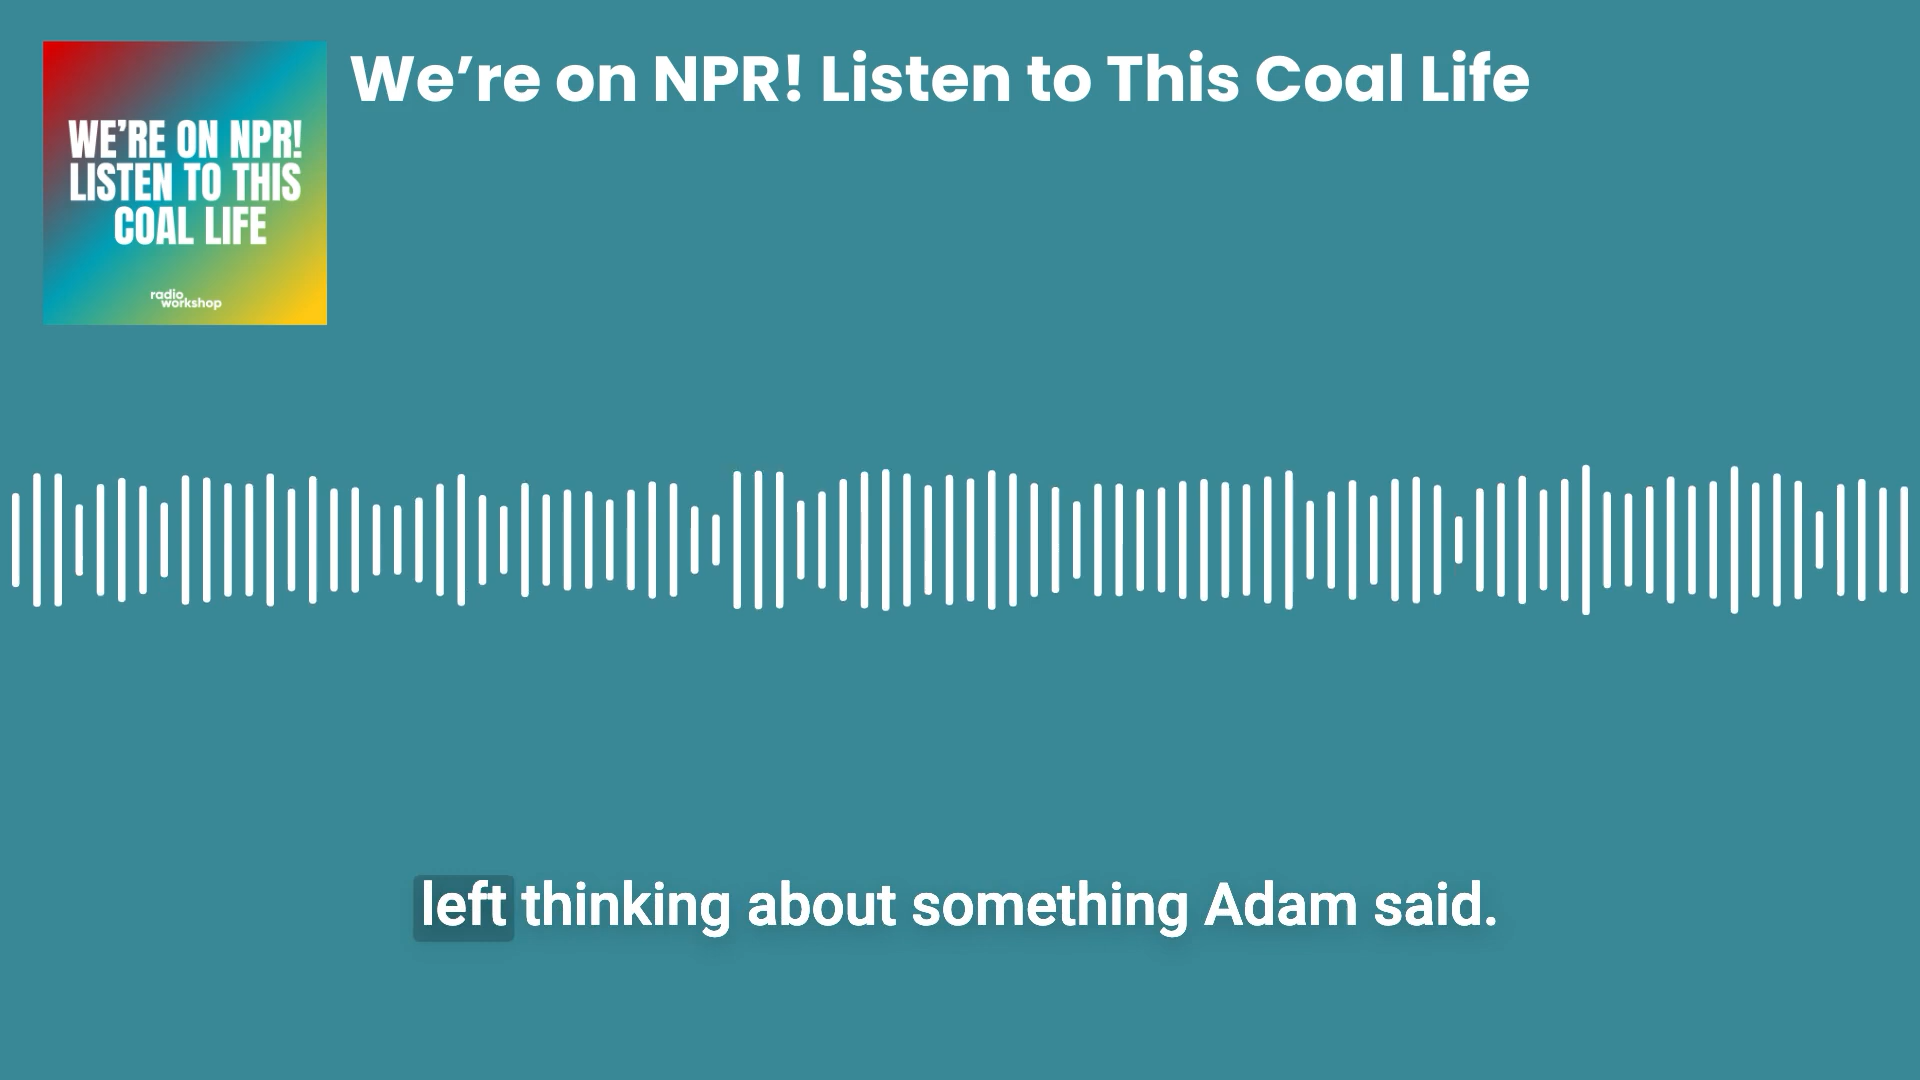 We’re on NPR! Listen to This Coal Life
WE’RE ON NPR!
LISTEN TO THIS
COAL LIFE
radio
workshop
left thinking about something Adam said.